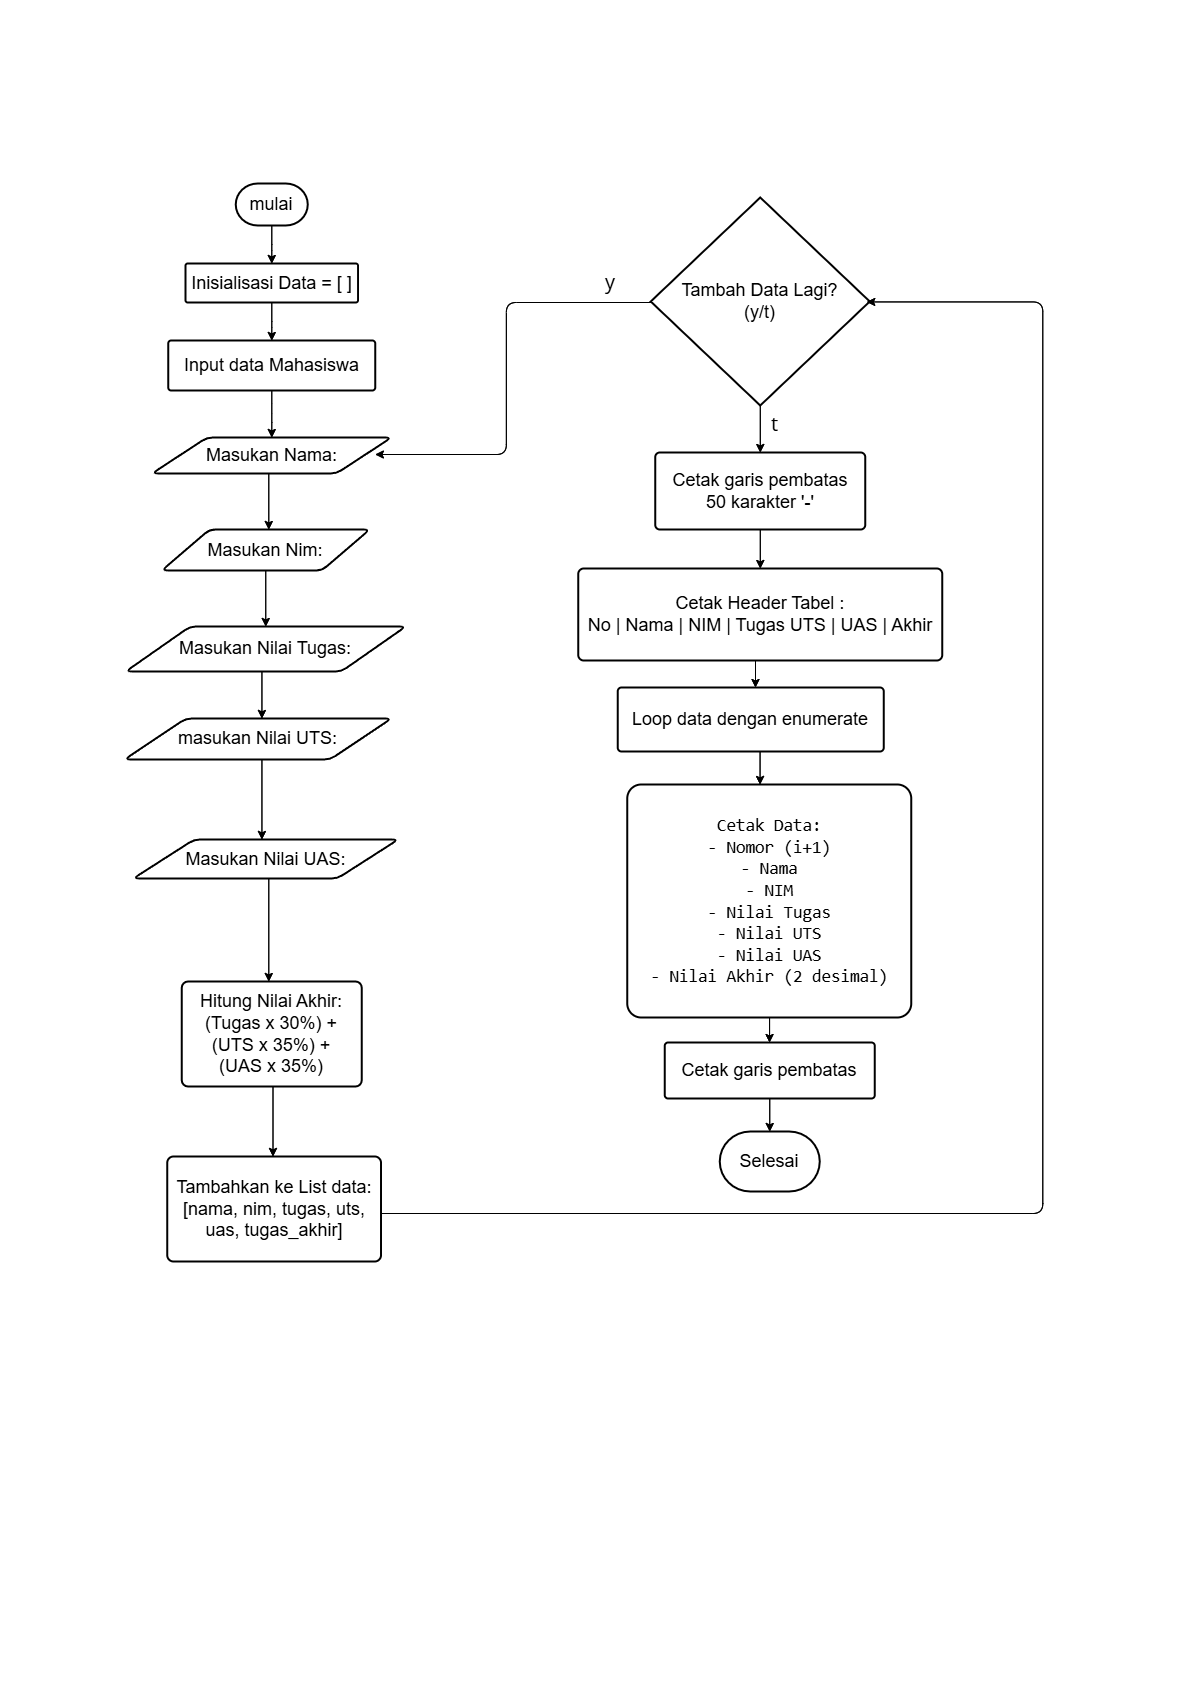 mulai
Inisialisasi Data = [ ]
Input data Mahasiswa
Masukan Nama:
Masukan Nim:
Masukan Nilai Tugas:
masukan Nilai UTS:
Masukan Nilai UAS:
Hitung Nilai Akhir:
(Tugas x 30%) +
(UTS x 35%) +
(UAS x 35%)
Tambahkan ke List data:
[nama, nim, tugas, uts,
uas, tugas_akhir]
Tambah Data Lagi?
(y/t)
y
t
Cetak garis pembatas
50 karakter '-'
Cetak Header Tabel :
No | Nama | NIM | Tugas UTS | UAS | Akhir
Loop data dengan enumerate
Cetak Data:
- Nomor (i+1)
- Nama
- NIM
- Nilai Tugas
- Nilai UTS
- Nilai UAS
- Nilai Akhir (2 desimal)
Cetak garis pembatas
Selesai